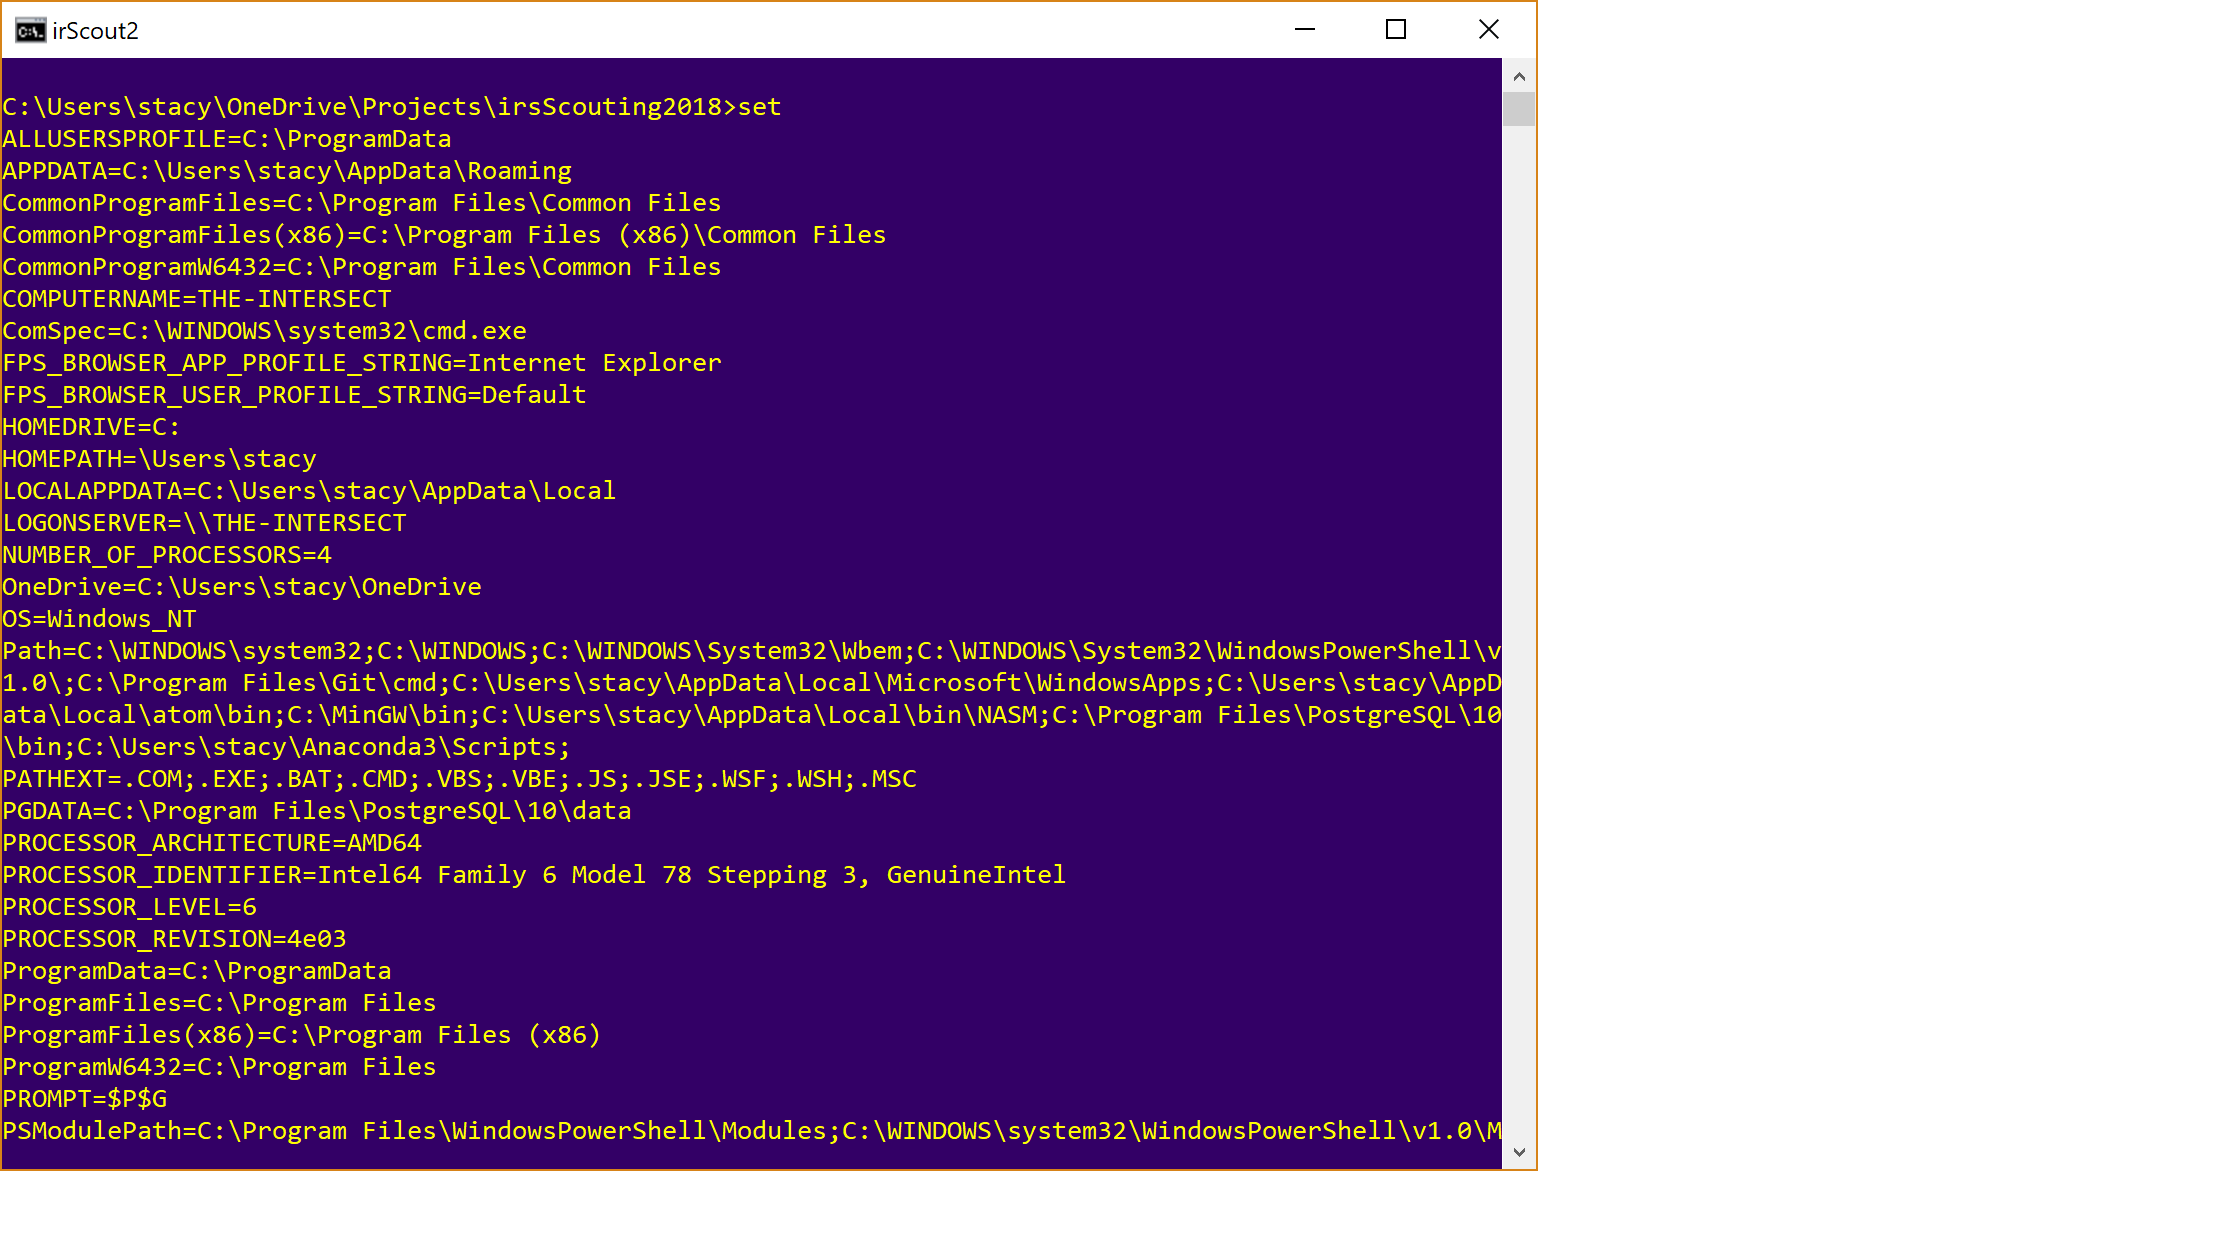 irScout2
C:\Users\stacy\OneDrive\Projects\irsScouting2018>set
ALLUSERSPROFILE=C:\ProgramData
APPDATA=C:\Users\stacy\AppData\Roaming
CommonProgramFiles=C:\Program Files\Common Files
CommonProgramFiles(x86)=C:\Program Files (x86)\Common Files
CommonProgramW6432=C:\Program Files\Common Files
COMPUTERNAME=THE-INTERSECT
ComSpec=C:\WINDOWS\system32\cmd.exe
FPS_BROWSER_APP_PROFILE_STRING=Internet Explorer
FPS_BROWSER_USER_PROFILE_STRING=Default
HOMEDRIVE=C:
HOMEPATH=\Users\stacy
LOCALAPPDATA=C:\Users\stacy\AppData\Local
LOGONSERVER=\\THE-INTERSECT
NUMBER_OF_PROCESSORS=4
OneDrive=C:\Users\stacy\OneDrive
OS=Windows_NT
Path=C:\WINDOWS\system32;C:\WINDOWS;C:\WINDOWS\System32\Wbem;C:\WINDOWS\System32\WindowsPowerShell\v
1.0\;C:\Program Files\Git\cmd;C:\Users\stacy\AppData\Local\Microsoft\WindowsApps;C:\Users\stacy\AppD
ata\Local\atom\bin;C:\MinGW\bin;C:\Users\stacy\AppData\Local\bin\NASM;C:\Program Files\PostgreSQL\10
\bin;C:\Users\stacy\Anaconda3\Scripts;
PATHEXT=.COM;.EXE;.BAT;.CMD;.VBS;.VBE;.JS;.JSE;.WSF;.WSH;.MSC
PGDATA=C:\Program Files\PostgreSQL\10\data
PROCESSOR_ARCHITECTURE=AMD64
PROCESSOR_IDENTIFIER=Intel64 Family 6 Model 78 Stepping 3, GenuineIntel
PROCESSOR_LEVEL=6
PROCESSOR_REVISION=4e03
ProgramData=C:\ProgramData
ProgramFiles=C:\Program Files
ProgramFiles(x86)=C:\Program Files (x86)
ProgramW6432=C:\Program Files
PROMPT=$P$G
PSModulePath=C:\Program Files\WindowsPowerShell\Modules;C:\WINDOWS\system32\WindowsPowerShell\v1.0\M